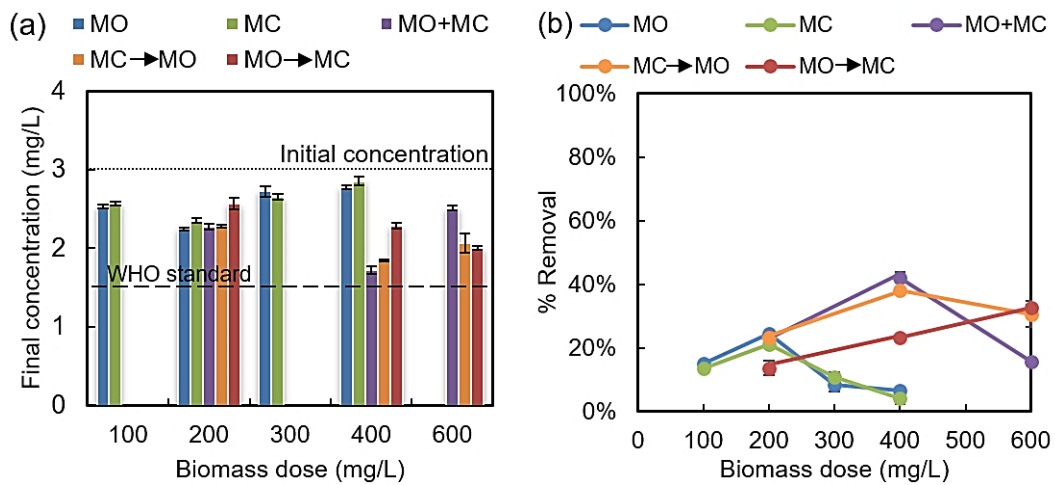 (a)
MO
MC
MO+MC
MC→MO
MO→MC
Final concentration (mg/L)
4
3
2
1
0
Initial concentration
WHO standard
100 200 300 400 600
Biomass dose (mg/L)
(b)
MO
MC
MO+MC
MC→MO
MO→MC
% Removal
100%
80%
60%
40%
20%
0%
0 100 200 300 400 500 600
Biomass dose (mg/L)